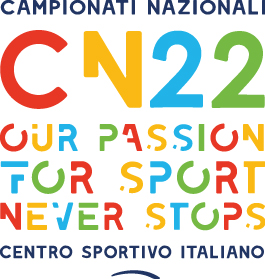 CAMPIONATI NAZIONALI
CN22
OUR PASSION
FOR SPORT
NEVER STOPS
CENTRO SPORTIVO ITALIANO